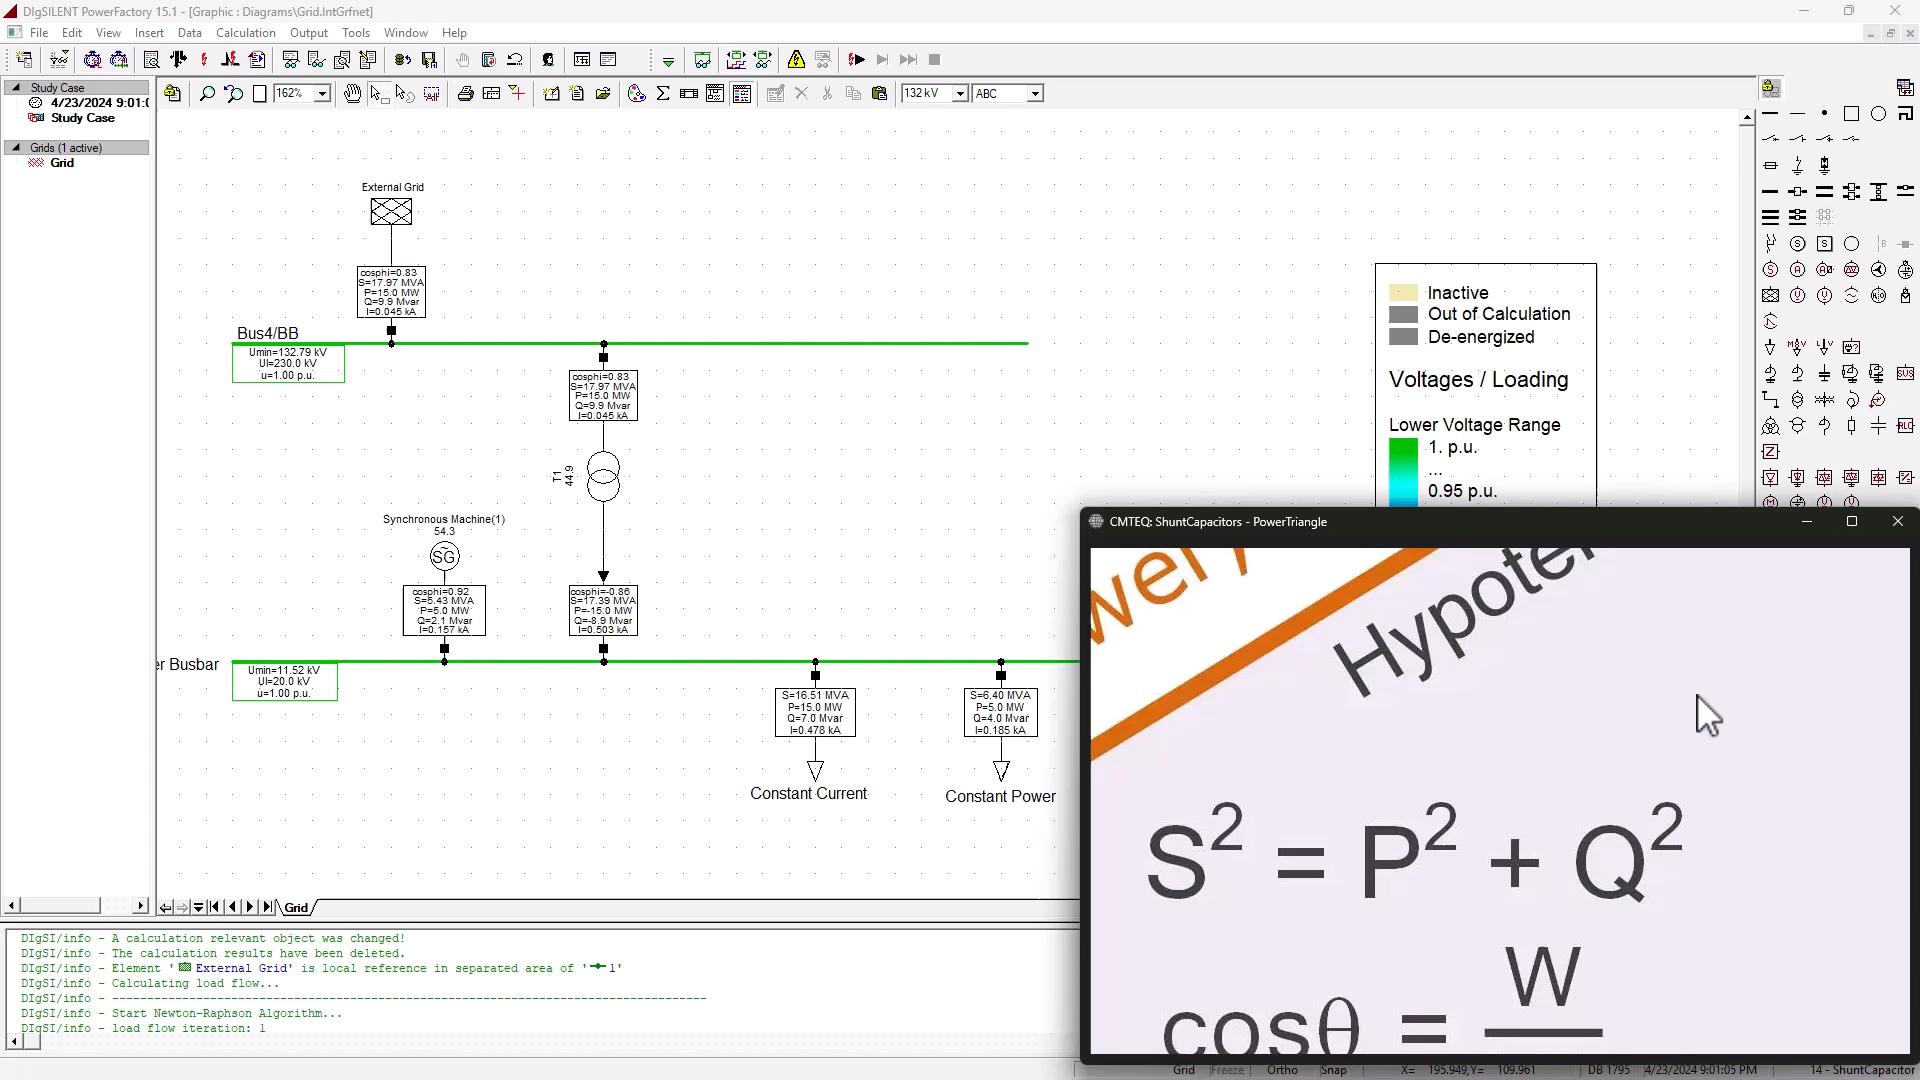 DIgSILENT PowerFactory 15.1 - [Graphic : Diagrams\Grid.IntGrfnet]
File Edit View Insert Data Calculation Output Tools Window Help
162%
132 kV
ABC
Study Case
4/23/2024 9:01:0
Study Case
Grids (1 active)
Grid
External Grid
cosphi=0.83
S=17.97 MVA
P=15.0 MW
Q=9.9 Mvar
I=0.045 kA
Bus4/BB
Umin=132.79 kV
Ul=230.0 kV
u=1.00 p.u.
cosphi=0.83
S=17.97 MVA
P=15.0 MW
Q=9.9 Mvar
I=0.045 kA
T1
44.9
Synchronous Machine(1)
54.3
SG
cosphi=0.92
S=5.43 MVA
P=5.0 MW
Q=2.1 Mvar
I=0.157 kA
cosphi=-0.86
S=17.39 MVA
P=-15.0 MW
Q=-8.9 Mvar
I=0.503 kA
er Busbar
Umin=11.52 kV
Ul=20.0 kV
u=1.00 p.u.
S=16.51 MVA
P=15.0 MW
Q=7.0 Mvar
I=0.478 kA
Constant Current
S=6.40 MVA
P=5.0 MW
Q=4.0 Mvar
I=0.185 kA
Constant Power
Inactive
Out of Calculation
De-energized
Voltages / Loading
Lower Voltage Range
1. p.u.
...
0.95 p.u.
CMTEQ: ShuntCapacitors - PowerTriangle
wery
Hypoten
S² = P² + Q²
W
cosθ =
Grid
DIgSI/info - A calculation relevant object was changed!
DIgSI/info - The calculation results have been deleted.
DIgSI/info - Element ' External Grid' is local reference in separated area of ' 1'
DIgSI/info - Calculating load flow...
DIgSI/info - --------------------------------------------------------------------------------
DIgSI/info - Start Newton-Raphson Algorithm...
DIgSI/info - load flow iteration: 1
Grid Freeze Ortho Snap X= 195.949,Y= 109.961 DB 1795 4/23/2024 9:01:05 PM 14 - ShuntCapacitor